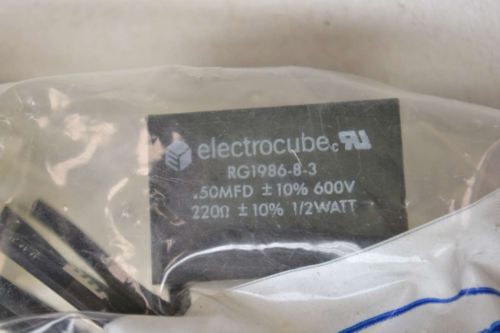 electrocube
RG1986-8-3
.50MFD ±10% 600V
220Ω ±10% 1/2WATT